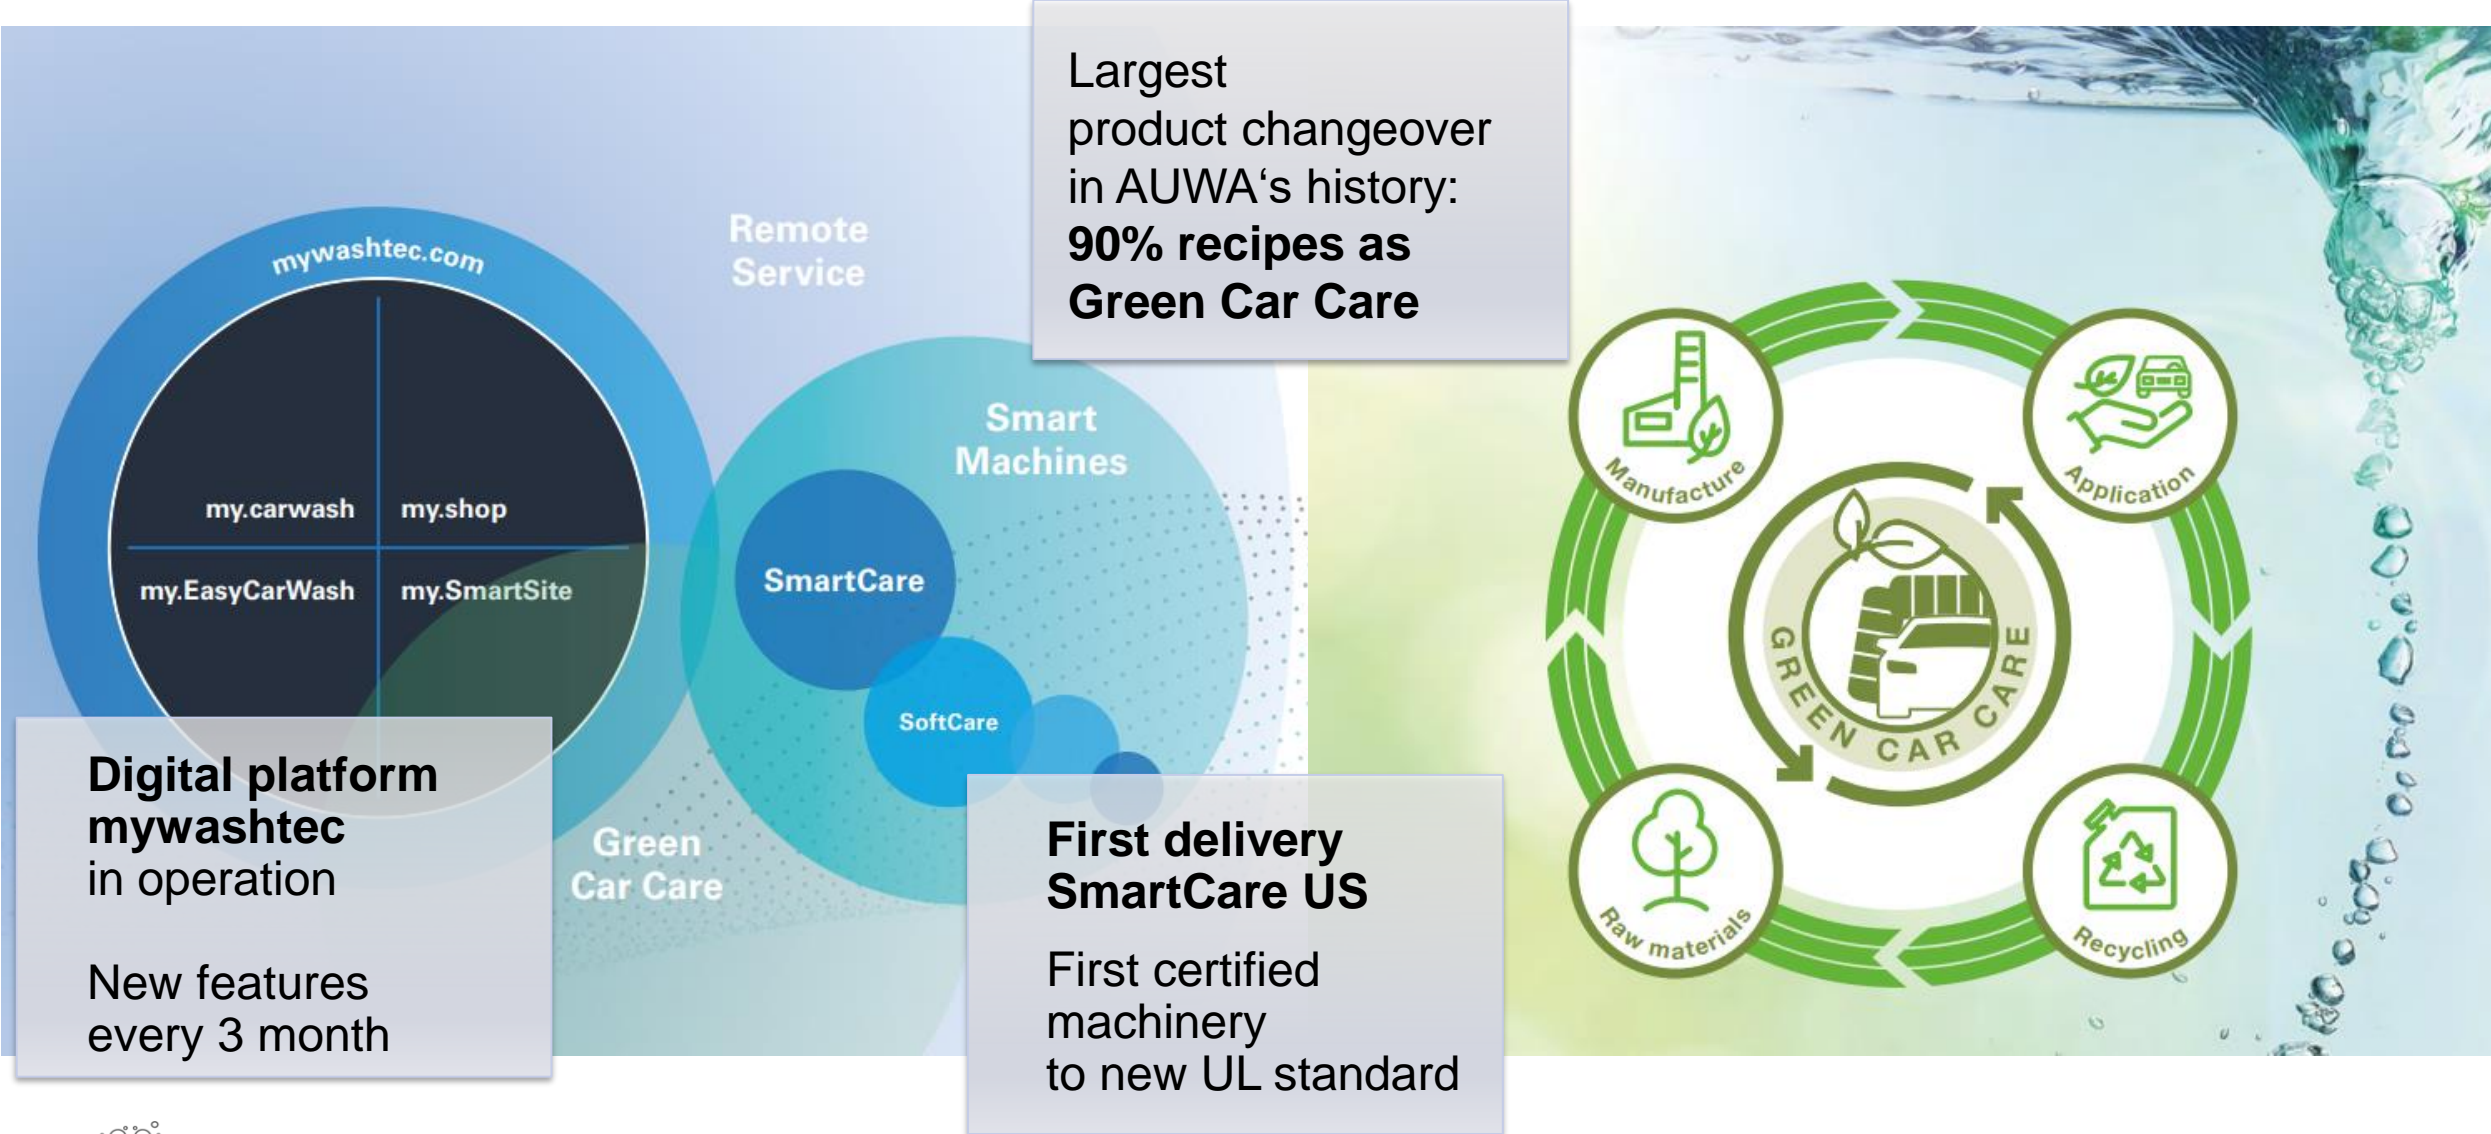 Largest
product changeover
in AUWA‘s history:
90% recipes as
Green Car Care
mywashtec.com
my.carwash
my.shop
my.EasyCarWash
my.SmartSite
Remote
Service
Smart
Machines
SmartCare
SoftCare
Green
Car Care
Digital platform
mywashtec
in operation
New features
every 3 month
First delivery
SmartCare US
First certified
machinery
to new UL standard
Manufacture
Application
GREEN CAR CARE
Raw materials
Recycling